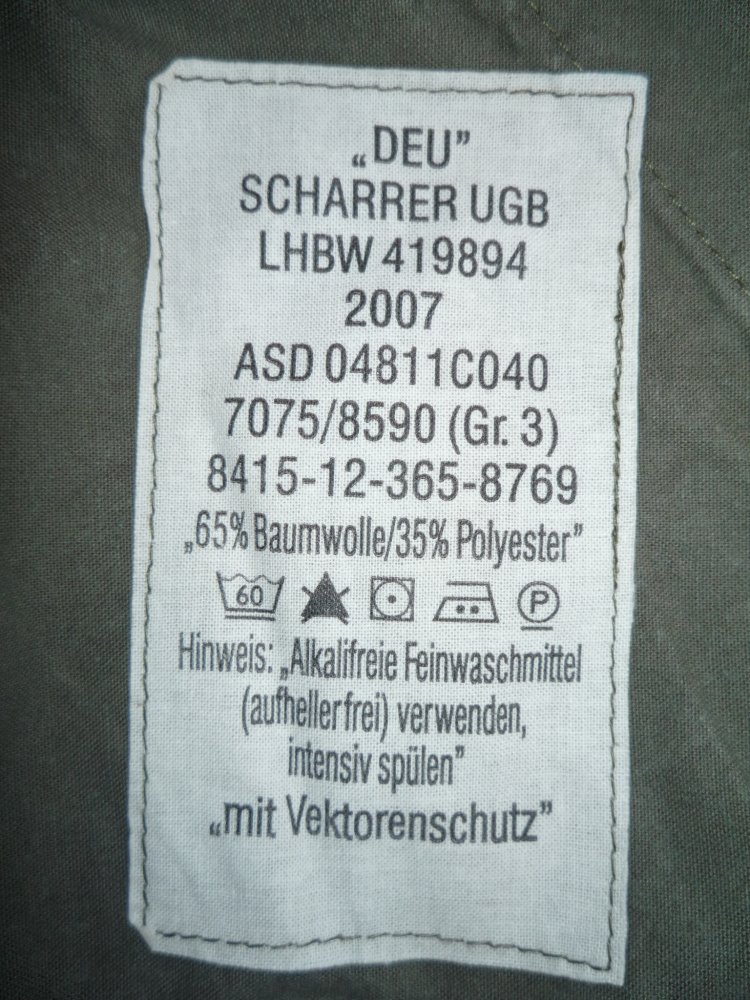 „DEU”
SCHARRER UGB
LHBW 419894
2007
ASD 04811C040
7075/8590 (Gr. 3)
8415-12-365-8769
„65% Baumwolle/35% Polyester”
60 P
Hinweis: „Alkalifreie Feinwaschmittel
(aufhellerfrei) verwenden,
intensiv spülen”
„mit Vektorenschutz”